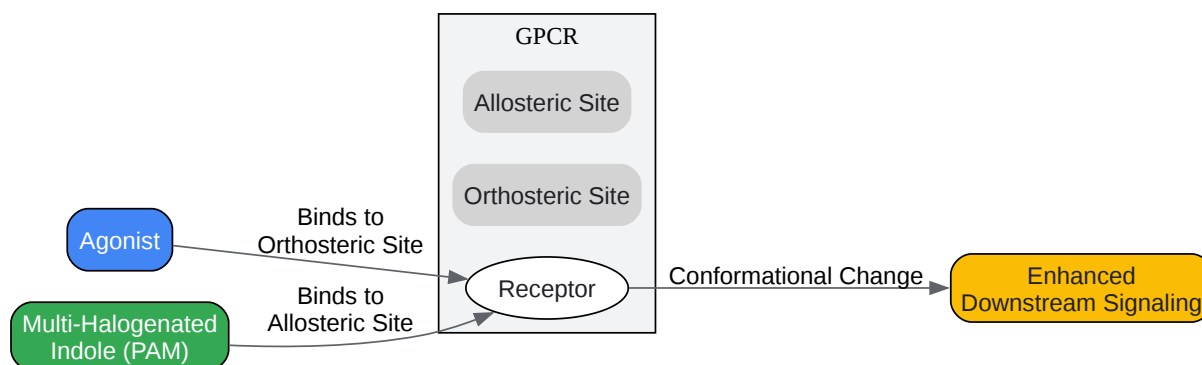 GPCR
Allosteric Site
Orthosteric Site
Binds to
Orthosteric Site
Agonist
Receptor
Conformational Change
Enhanced
Downstream Signaling
Binds to
Allosteric Site
Multi-Halogenated
Indole (PAM)